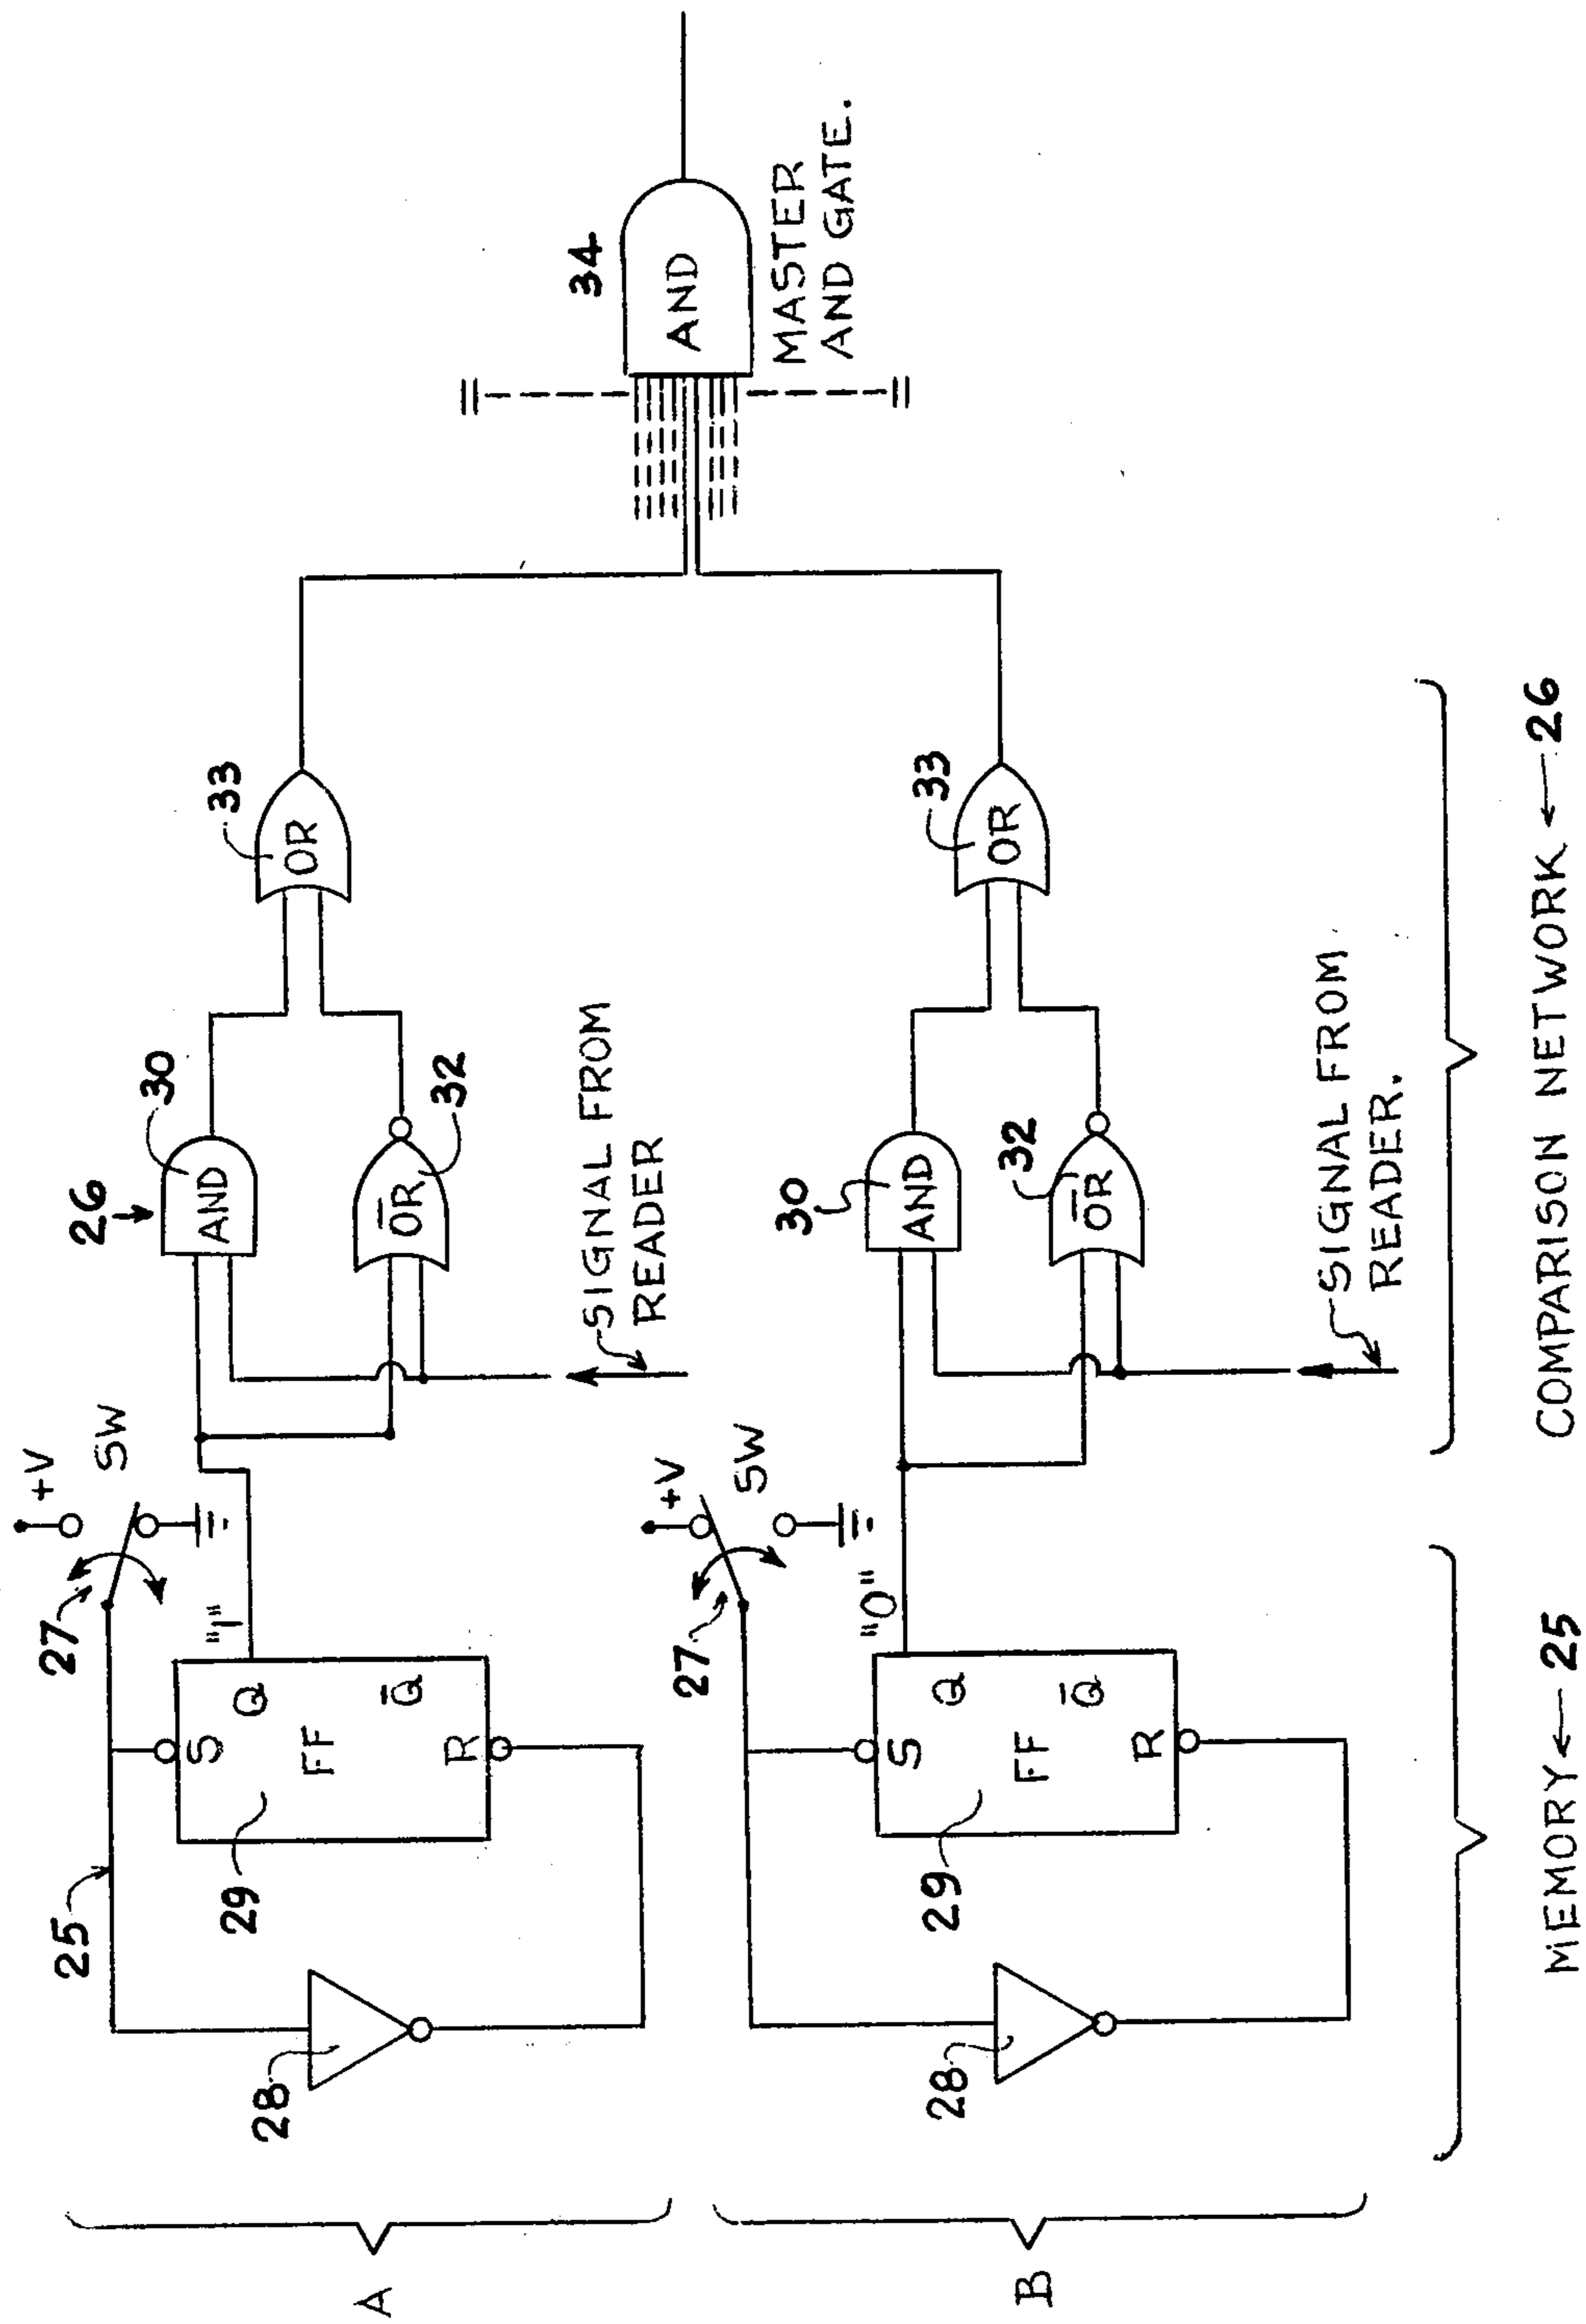 A
25
27
+V
SW
28
29
S
Q
FF
R
Q̄
"1"
26
30
AND
32
O̅R
SIGNAL FROM
READER
33
OR
34
AND
MASTER
AND GATE.
B
27
+V
SW
28
29
S
Q
FF
R
Q̄
"0"
30
AND
32
O̅R
SIGNAL FROM
READER.
33
OR
MEMORY ← 25
COMPARISON NETWORK ← 26